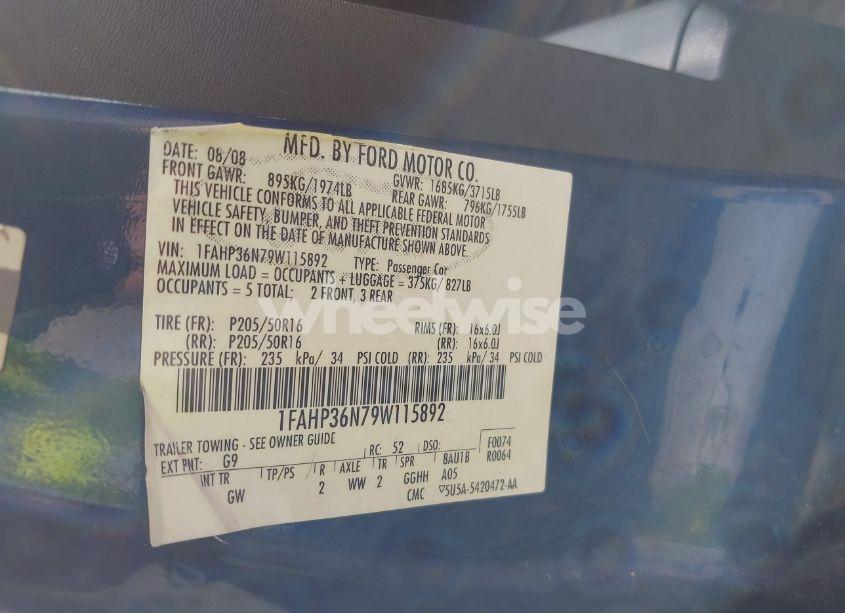 MFD. BY FORD MOTOR CO.
DATE: 08/08 GVWR: 1685KG/3715LB
FRONT GAWR: 895KG/1974LB REAR GAWR: 796KG/1755LB
THIS VEHICLE CONFORMS TO ALL APPLICABLE FEDERAL MOTOR
VEHICLE SAFETY, BUMPER, AND THEFT PREVENTION STANDARDS
IN EFFECT ON THE DATE OF MANUFACTURE SHOWN ABOVE.
VIN: 1FAHP36N79W115892 TYPE: Passenger Car
MAXIMUM LOAD = OCCUPANTS + LUGGAGE = 375KG/ 827LB
OCCUPANTS = 5 TOTAL: 2 FRONT, 3 REAR
wheelwise
TIRE (FR): P205/50R16 RIMS (FR): 16x6.0J
(RR): P205/50R16 (RR): 16x6.0J
PRESSURE (FR): 235 kPa/ 34 PSI COLD (RR): 235 kPa/ 34 PSI COLD
1FAHP36N79W115892
TRAILER TOWING - SEE OWNER GUIDE
EXT PNT: G9 RC: 52 DSO: F0074
INT TR TP/PS R AXLE TR SPR 8AU1B R0064
GW 2 WW 2 GGHH A05
CMC ▽5U5A-5420472-AA